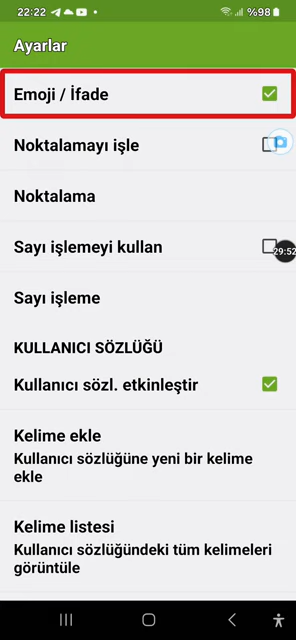 22:22
%98
Ayarlar
Emoji / İfade
Noktalamayı işle
Noktalama
Sayı işlemeyi kullan
29:52
Sayı işleme
KULLANICI SÖZLÜĞÜ
Kullanıcı sözl. etkinleştir
Kelime ekle
Kullanıcı sözlüğüne yeni bir kelime
ekle
Kelime listesi
Kullanıcı sözlüğündeki tüm kelimeleri
görüntüle